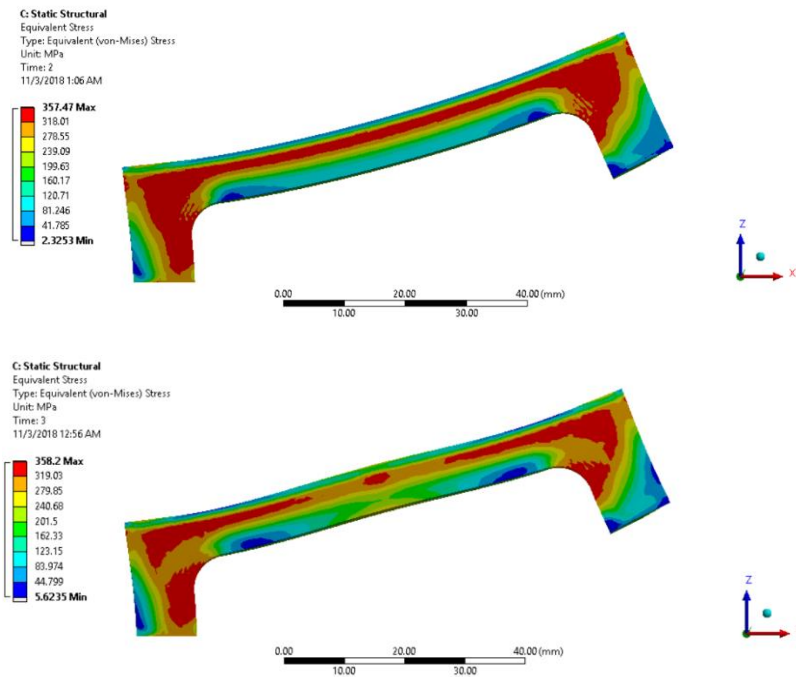 C: Static Structural
Equivalent Stress
Type: Equivalent (von-Mises) Stress
Unit: MPa
Time: 2
11/3/2018 1:06 AM
357.47 Max
318.01
278.55
239.09
199.63
160.17
120.71
81.246
41.785
2.3253 Min
Z
X
0.00 20.00 40.00 (mm)
10.00 30.00
C: Static Structural
Equivalent Stress
Type: Equivalent (von-Mises) Stress
Unit: MPa
Time: 3
11/3/2018 12:56 AM
358.2 Max
319.03
279.85
240.68
201.5
162.33
123.15
83.974
44.799
5.6235 Min
Z
0.00 20.00 40.00 (mm)
10.00 30.00